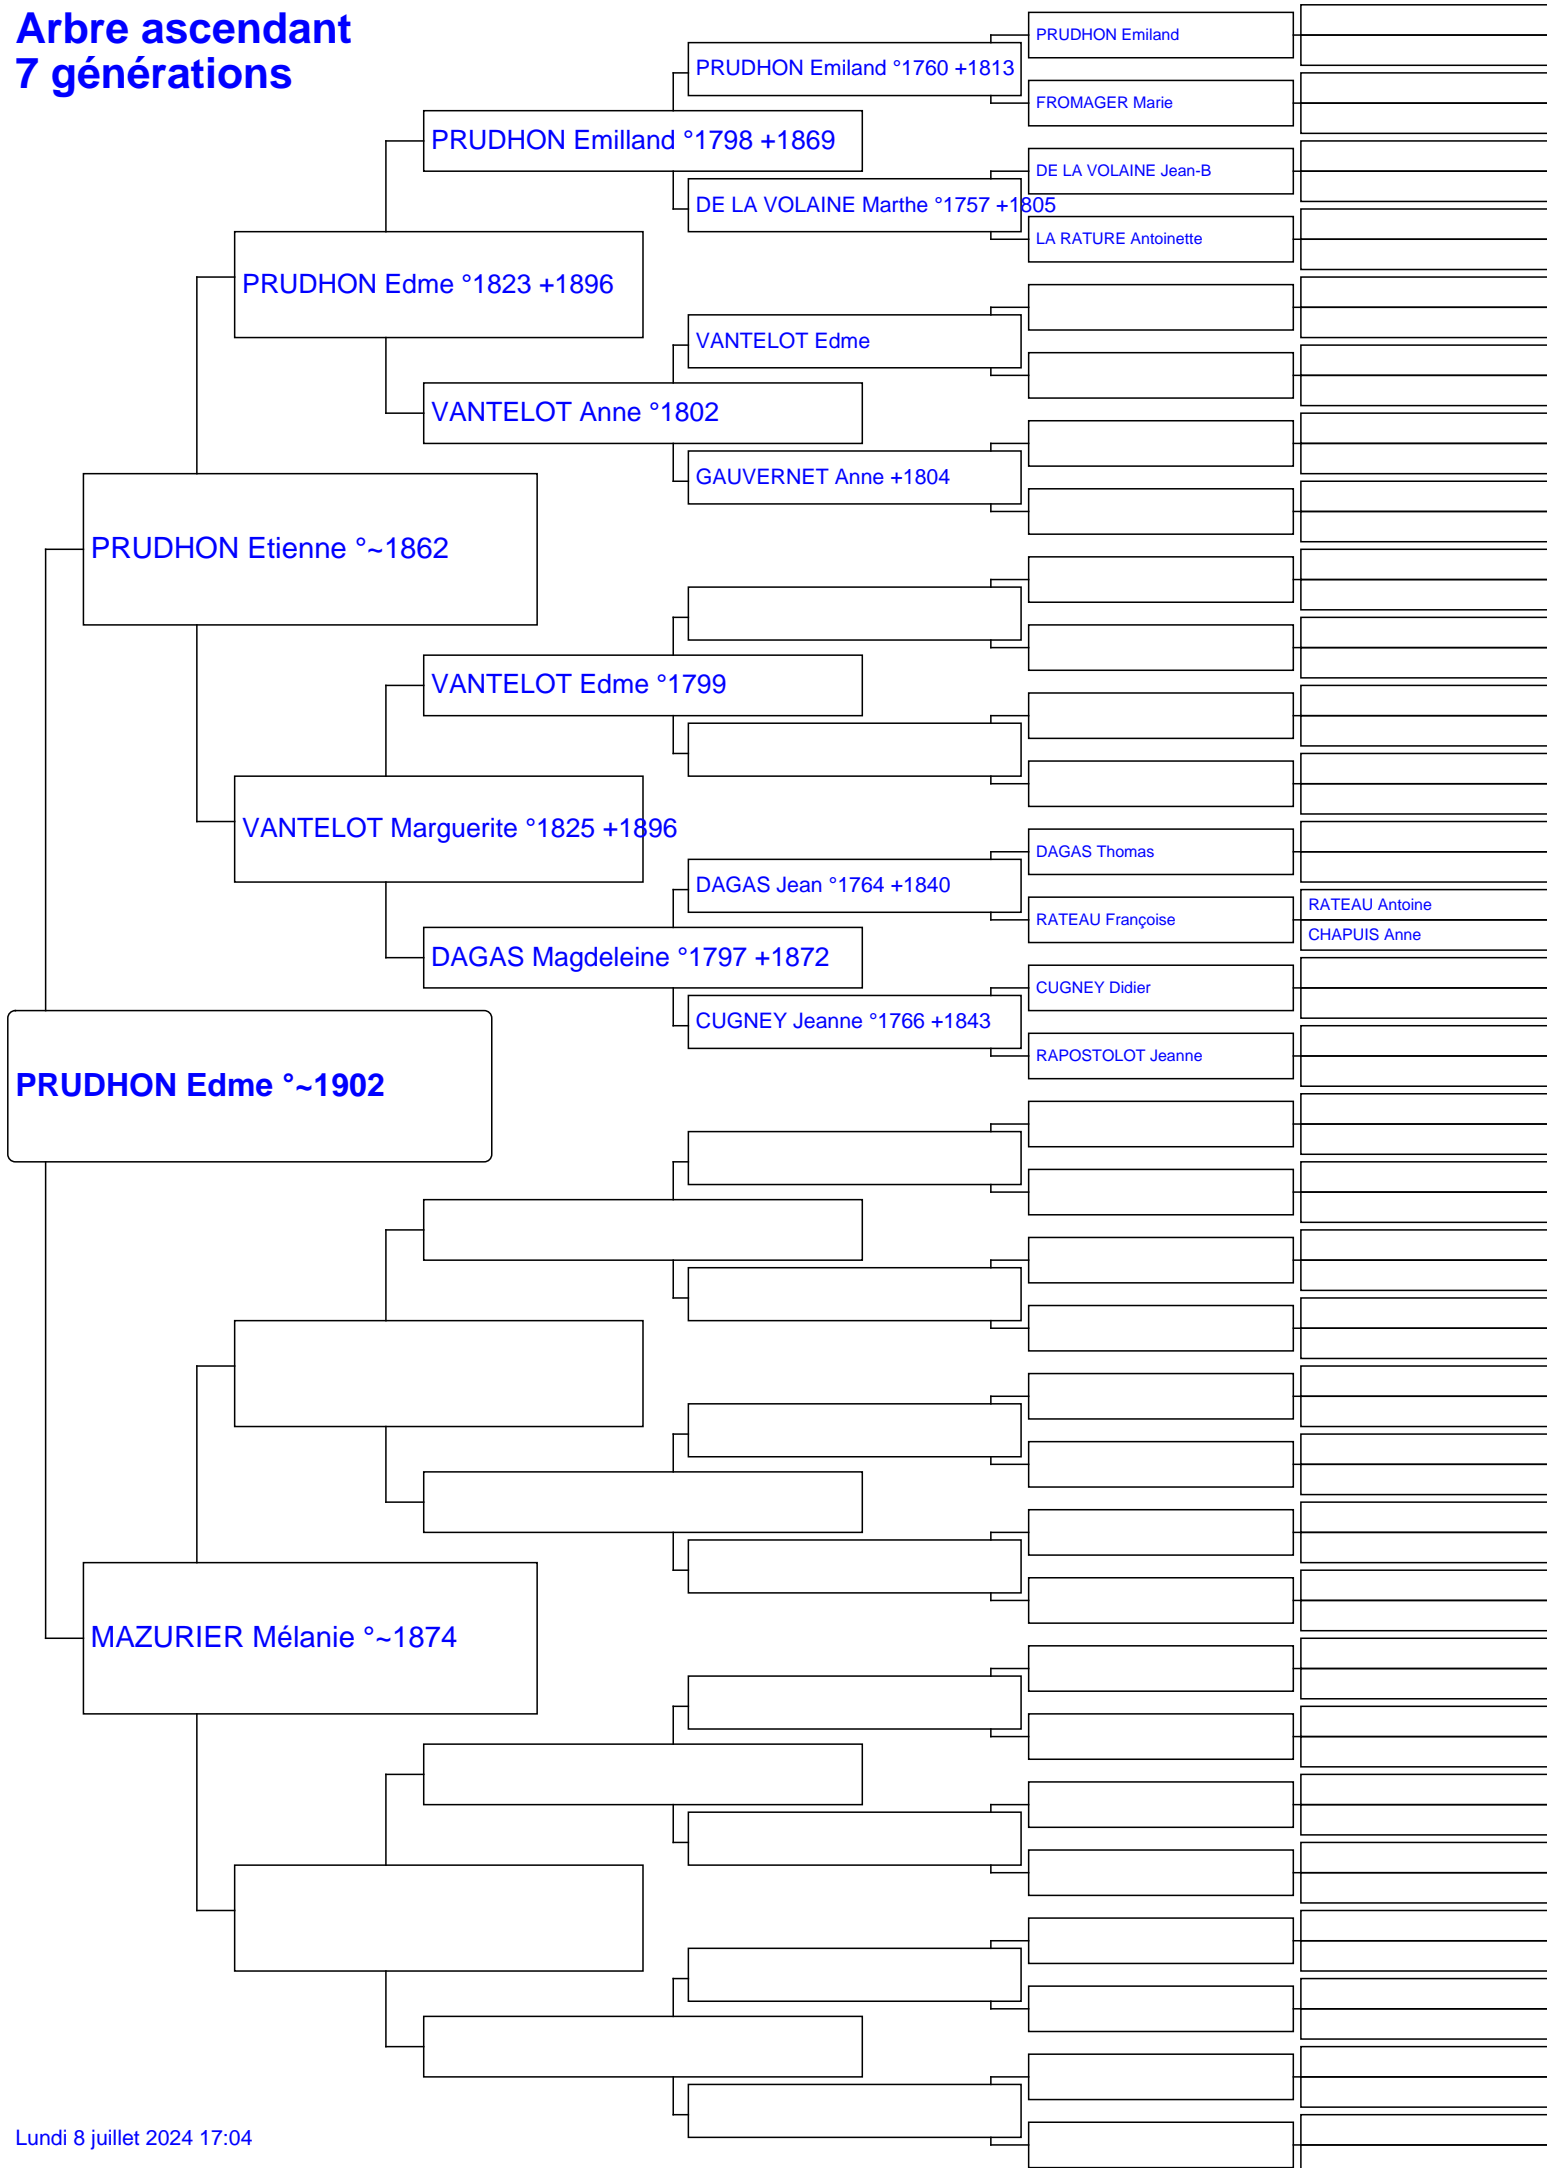 Arbre ascendant
7 générations
PRUDHON Emiland
PRUDHON Emiland °1760 +1813
FROMAGER Marie
PRUDHON Emilland °1798 +1869
DE LA VOLAINE Jean-B
DE LA VOLAINE Marthe °1757 +1805
LA RATURE Antoinette
PRUDHON Edme °1823 +1896
VANTELOT Edme
VANTELOT Anne °1802
GAUVERNET Anne +1804
PRUDHON Etienne °~1862
VANTELOT Edme °1799
VANTELOT Marguerite °1825 +1896
DAGAS Thomas
DAGAS Jean °1764 +1840
RATEAU Antoine
RATEAU Françoise
CHAPUIS Anne
DAGAS Magdeleine °1797 +1872
CUGNEY Didier
CUGNEY Jeanne °1766 +1843
RAPOSTOLOT Jeanne
PRUDHON Edme °~1902
MAZURIER Mélanie °~1874
Lundi 8 juillet 2024 17:04